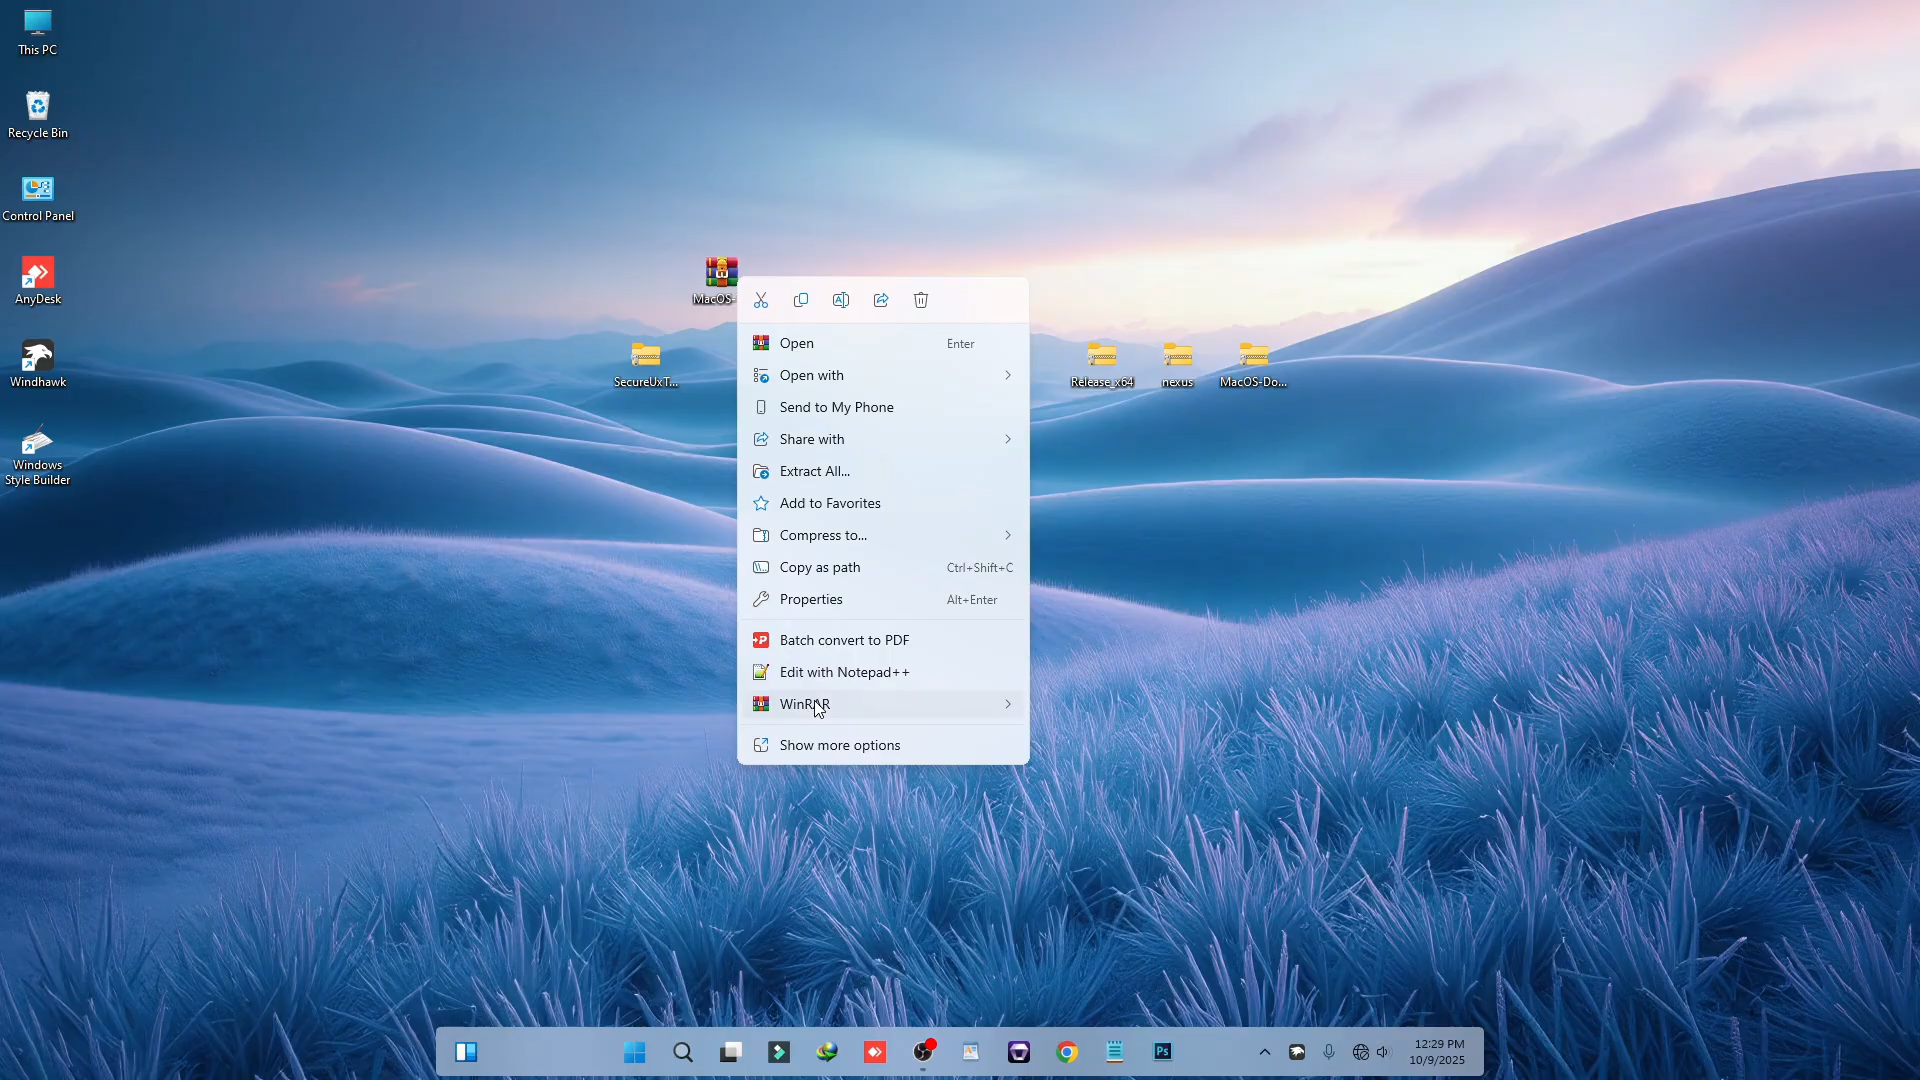 This PC
Recycle Bin
Control Panel
AnyDesk
Windhawk
Windows
Style Builder
MacOS-
SecureUxT...
Release_x64
nexus
MacOS-Do...
Open Enter
Open with
Send to My Phone
Share with
Extract All...
Add to Favorites
Compress to...
Copy as path Ctrl+Shift+C
Properties Alt+Enter
Batch convert to PDF
Edit with Notepad++
WinRAR
Show more options
Ps
12:29 PM
10/9/2025